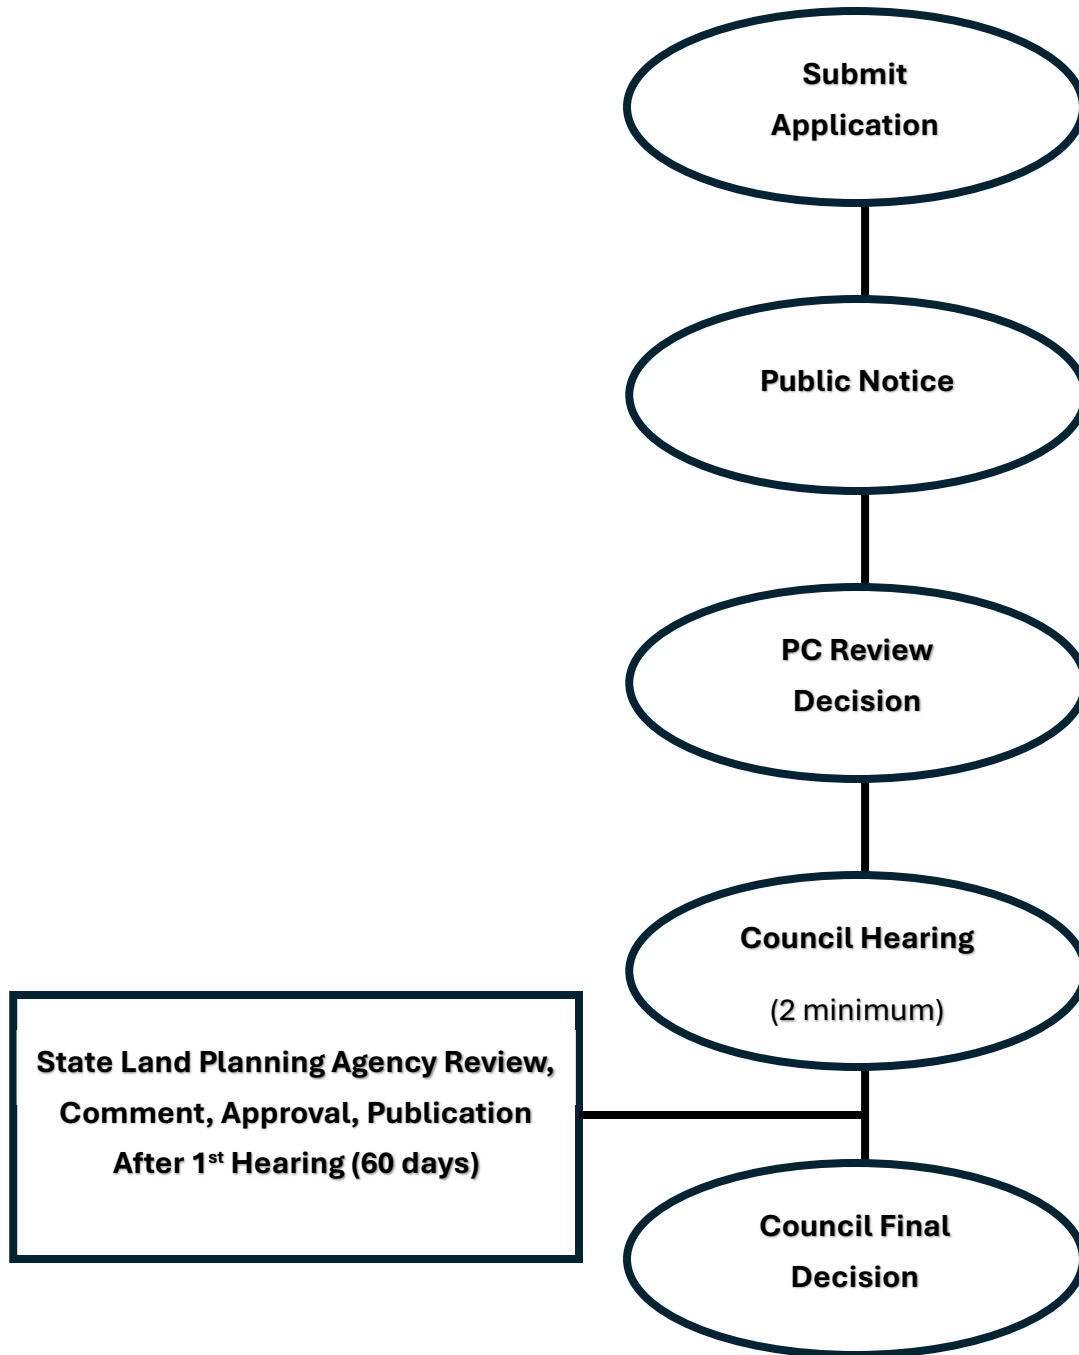 Submit
Application
Public Notice
PC Review
Decision
Council Hearing
(2 minimum)
State Land Planning Agency Review,
Comment, Approval, Publication
After 1st Hearing (60 days)
Council Final
Decision